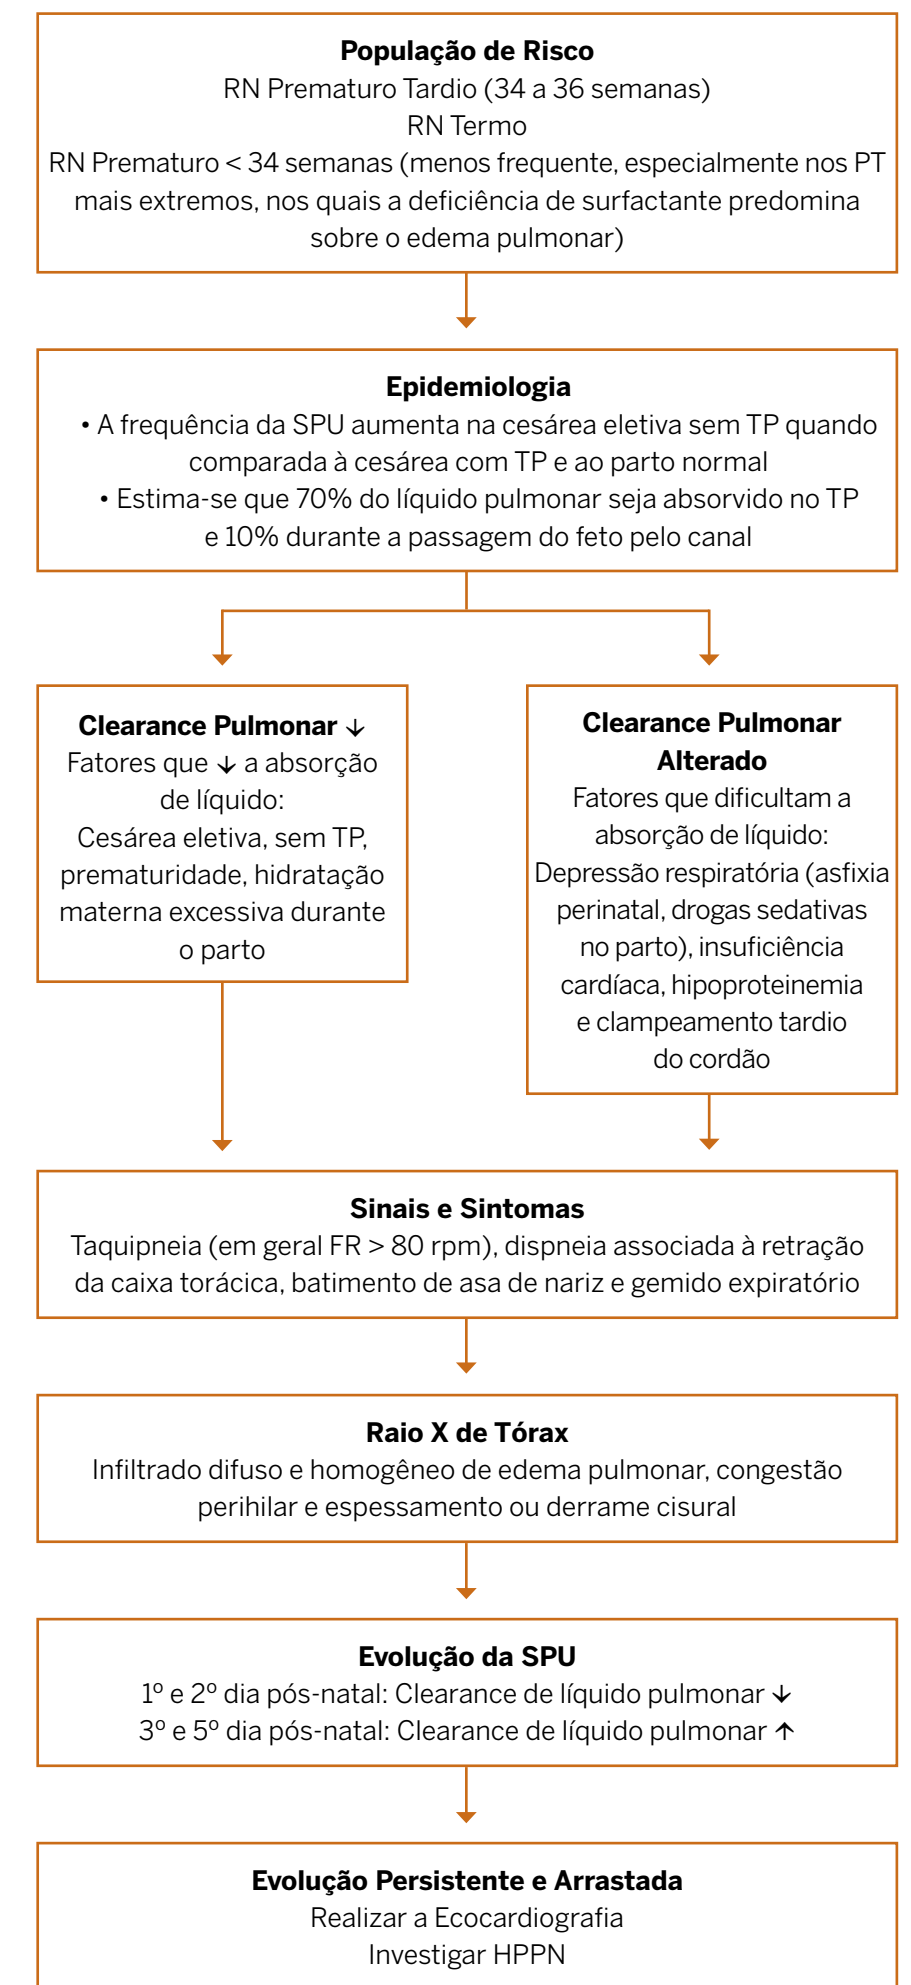 População de Risco
RN Prematuro Tardio (34 a 36 semanas)
RN Termo
RN Prematuro < 34 semanas (menos frequente, especialmente nos PT
mais extremos, nos quais a deficiência de surfactante predomina
sobre o edema pulmonar)
Epidemiologia
• A frequência da SPU aumenta na cesárea eletiva sem TP quando
comparada à cesárea com TP e ao parto normal
• Estima-se que 70% do líquido pulmonar seja absorvido no TP
e 10% durante a passagem do feto pelo canal
Clearance Pulmonar ↓
Fatores que ↓ a absorção
de líquido:
Cesárea eletiva, sem TP,
prematuridade, hidratação
materna excessiva durante
o parto
Clearance Pulmonar
Alterado
Fatores que dificultam a
absorção de líquido:
Depressão respiratória (asfixia
perinatal, drogas sedativas
no parto), insuficiência
cardíaca, hipoproteinemia
e clampeamento tardio
do cordão
Sinais e Sintomas
Taquipneia (em geral FR > 80 rpm), dispneia associada à retração
da caixa torácica, batimento de asa de nariz e gemido expiratório
Raio X de Tórax
Infiltrado difuso e homogêneo de edema pulmonar, congestão
perihilar e espessamento ou derrame cisural
Evolução da SPU
1º e 2º dia pós-natal: Clearance de líquido pulmonar ↓
3º e 5º dia pós-natal: Clearance de líquido pulmonar ↑
Evolução Persistente e Arrastada
Realizar a Ecocardiografia
Investigar HPPN